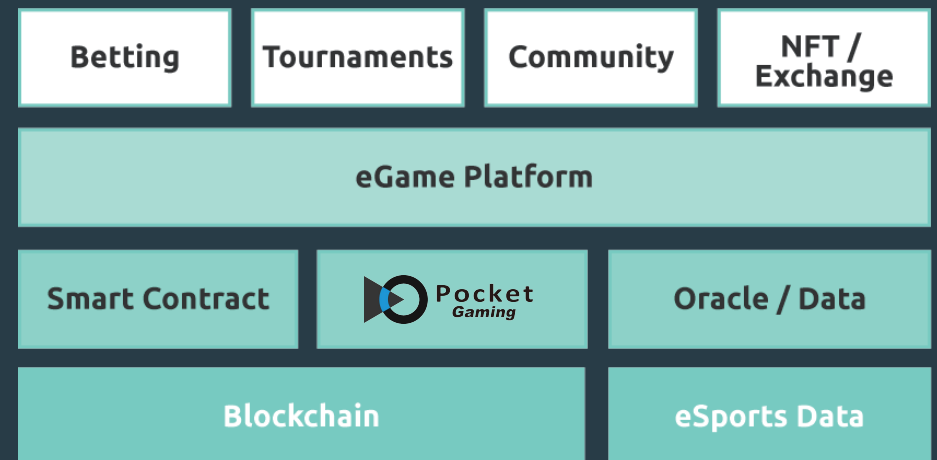 Betting
Tournaments
Community
NFT /
Exchange
eGame Platform
Smart Contract
Pocket
Gaming
Oracle / Data
Blockchain
eSports Data